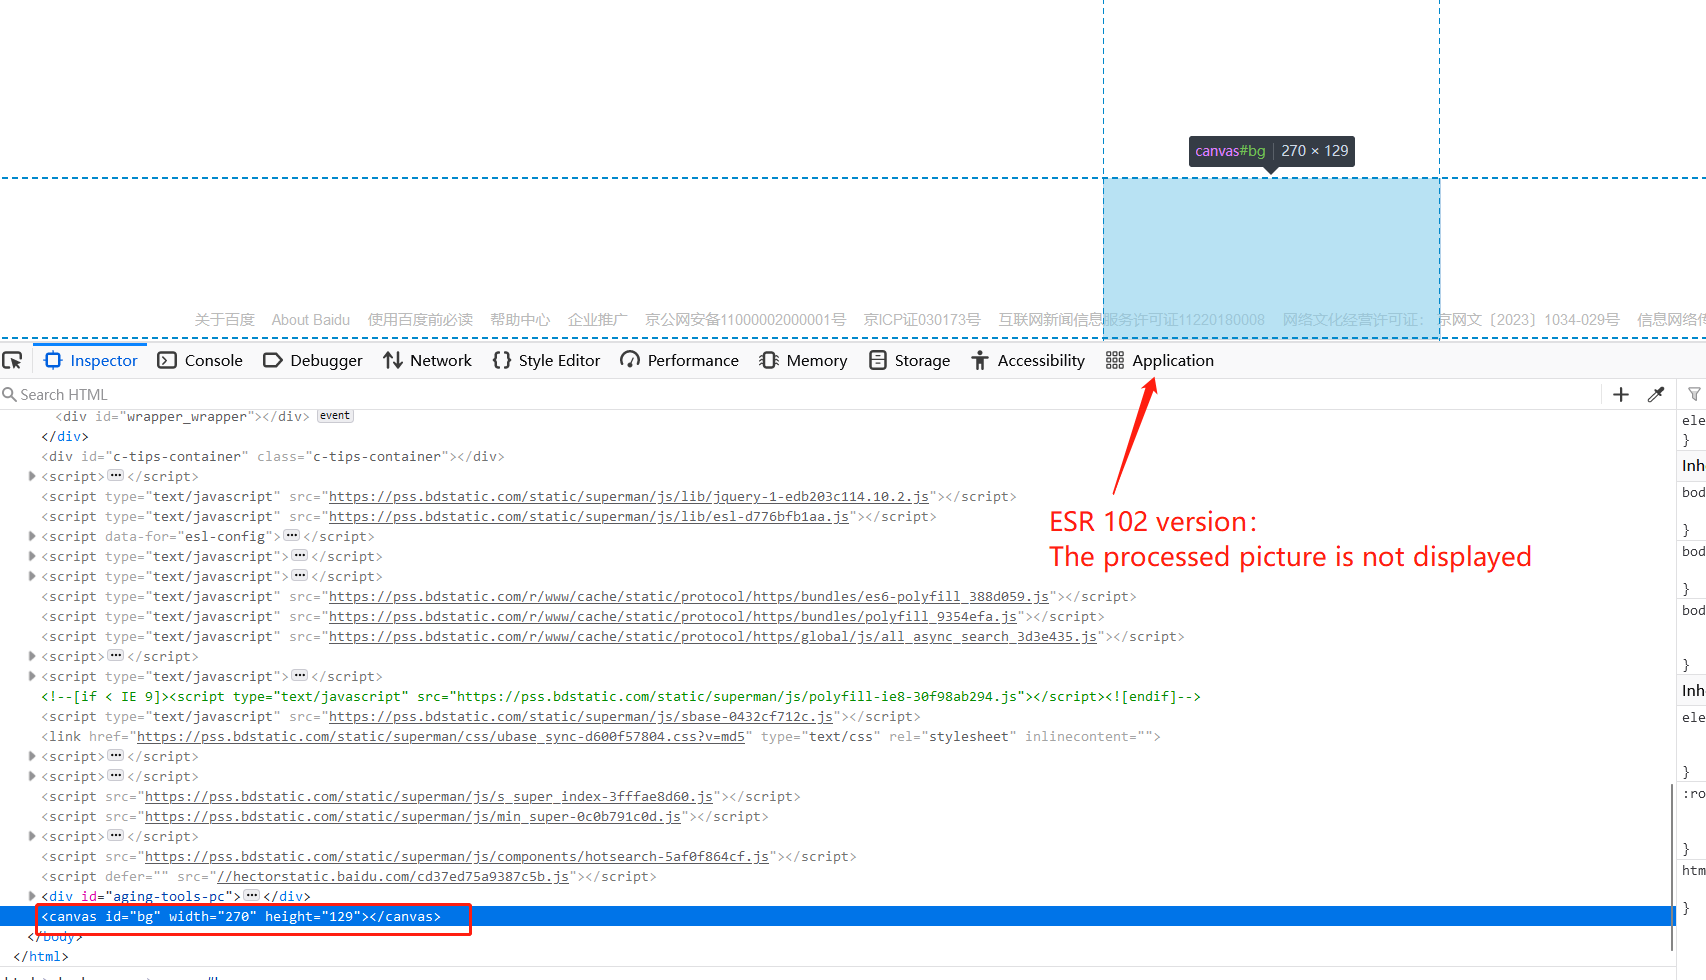 canvas#bg 270 × 129
关于百度 About Baidu 使用百度前必读 帮助中心 企业推广 京公网安备11000002000001号 京ICP证030173号 互联网新闻信息服务许可证11220180008 网络文化经营许可证： 京网文〔2023〕1034-029号 信息网络传
Inspector Console Debugger Network Style Editor Performance Memory Storage Accessibility Application
Search HTML
<div id="wrapper_wrapper"></div> event
</div>
<div id="c-tips-container" class="c-tips-container"></div>
<script>⋯</script>
<script type="text/javascript" src="https://pss.bdstatic.com/static/superman/js/lib/jquery-1-edb203c114.10.2.js"></script>
<script type="text/javascript" src="https://pss.bdstatic.com/static/superman/js/lib/esl-d776bfb1aa.js"></script>
<script data-for="esl-config">⋯</script>
<script type="text/javascript">⋯</script>
<script type="text/javascript">⋯</script>
<script type="text/javascript" src="https://pss.bdstatic.com/r/www/cache/static/protocol/https/bundles/es6-polyfill_388d059.js"></script>
<script type="text/javascript" src="https://pss.bdstatic.com/r/www/cache/static/protocol/https/bundles/polyfill_9354efa.js"></script>
<script type="text/javascript" src="https://pss.bdstatic.com/r/www/cache/static/protocol/https/global/js/all_async_search_3d3e435.js"></script>
<script>⋯</script>
<script type="text/javascript">⋯</script>
<!--[if < IE 9]><script type="text/javascript" src="https://pss.bdstatic.com/static/superman/js/polyfill-ie8-30f98ab294.js"></script><![endif]-->
<script type="text/javascript" src="https://pss.bdstatic.com/static/superman/js/sbase-0432cf712c.js"></script>
<link href="https://pss.bdstatic.com/static/superman/css/ubase_sync-d600f57804.css?v=md5" type="text/css" rel="stylesheet" inlinecontent="">
<script>⋯</script>
<script>⋯</script>
<script src="https://pss.bdstatic.com/static/superman/js/s_super_index-3fffae8d60.js"></script>
<script src="https://pss.bdstatic.com/static/superman/js/min_super-0c0b791c0d.js"></script>
<script>⋯</script>
<script src="https://pss.bdstatic.com/static/superman/js/components/hotsearch-5af0f864cf.js"></script>
<script defer="" src="//hectorstatic.baidu.com/cd37ed75a9387c5b.js"></script>
<div id="aging-tools-pc">⋯</div>
<canvas id="bg" width="270" height="129"></canvas>
</body>
</html>
ESR 102 version：
The processed picture is not displayed
ele
}
Inh
bod
}
bod
}
bod
}
Inh
ele
}
:ro
}
htm
}